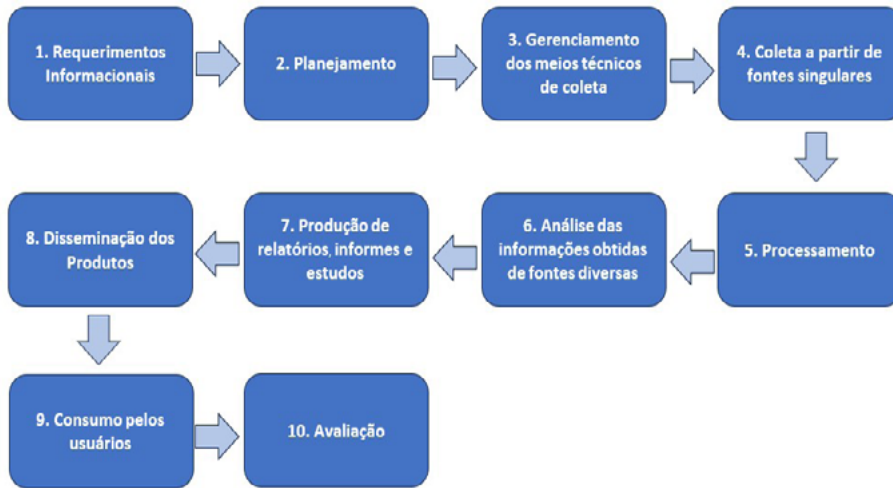 1. Requerimentos
Informacionais
2. Planejamento
3. Gerenciamento
dos meios técnicos
de coleta
4. Coleta a partir de
fontes singulares
5. Processamento
6. Análise das
informações obtidas
de fontes diversas
7. Produção de
relatórios, informes e
estudos
8. Disseminação dos
Produtos
9. Consumo pelos
usuários
10. Avaliação